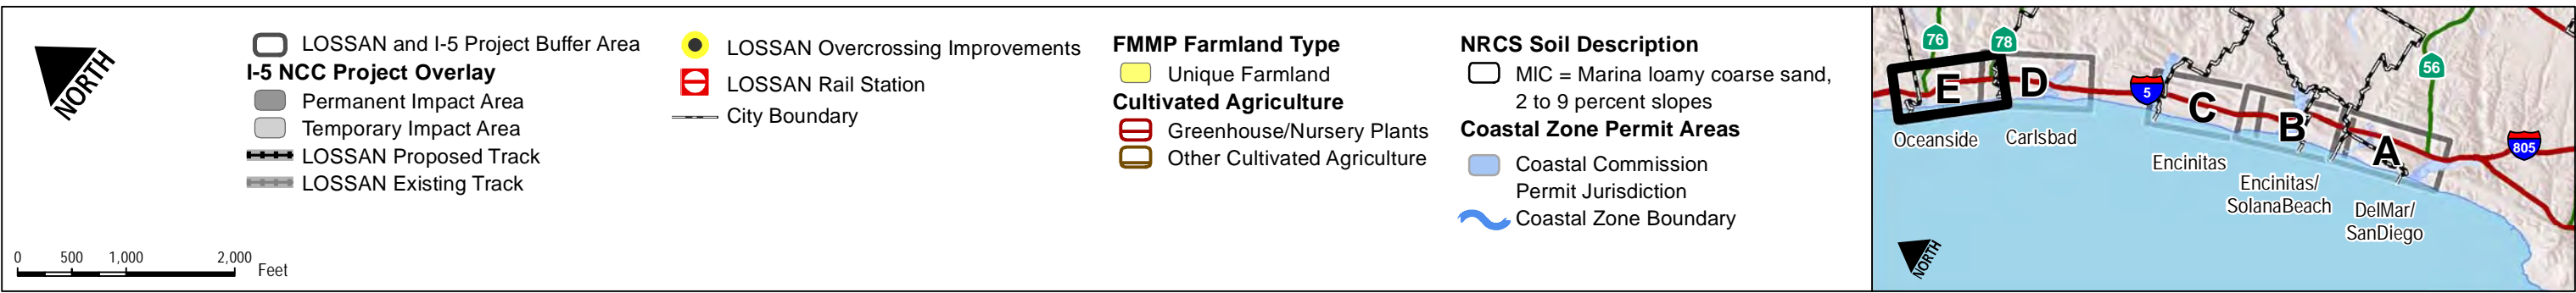 NORTH
0 500 1,000 2,000
Feet
LOSSAN and I-5 Project Buffer Area
I-5 NCC Project Overlay
Permanent Impact Area
Temporary Impact Area
LOSSAN Proposed Track
LOSSAN Existing Track
LOSSAN Overcrossing Improvements
LOSSAN Rail Station
City Boundary
FMMP Farmland Type
Unique Farmland
Cultivated Agriculture
Greenhouse/Nursery Plants
Other Cultivated Agriculture
NRCS Soil Description
MlC = Marina loamy coarse sand,
2 to 9 percent slopes
Coastal Zone Permit Areas
Coastal Commission
Permit Jurisdiction
Coastal Zone Boundary
76
78
56
5
805
E
D
C
B
A
Oceanside
Carlsbad
Encinitas
Encinitas/
SolanaBeach
DelMar/
SanDiego
NORTH